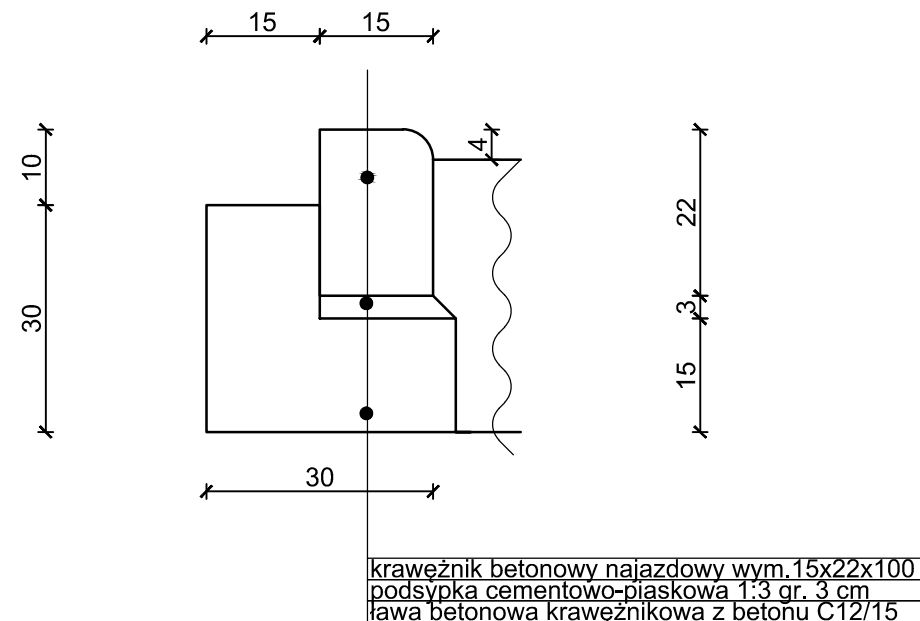 15 15
10
4
22
30
3
15
30
krawężnik betonowy najazdowy wym.15x22x100
podsypka cementowo-piaskowa 1:3 gr. 3 cm
ława betonowa krawężnikowa z betonu C12/15